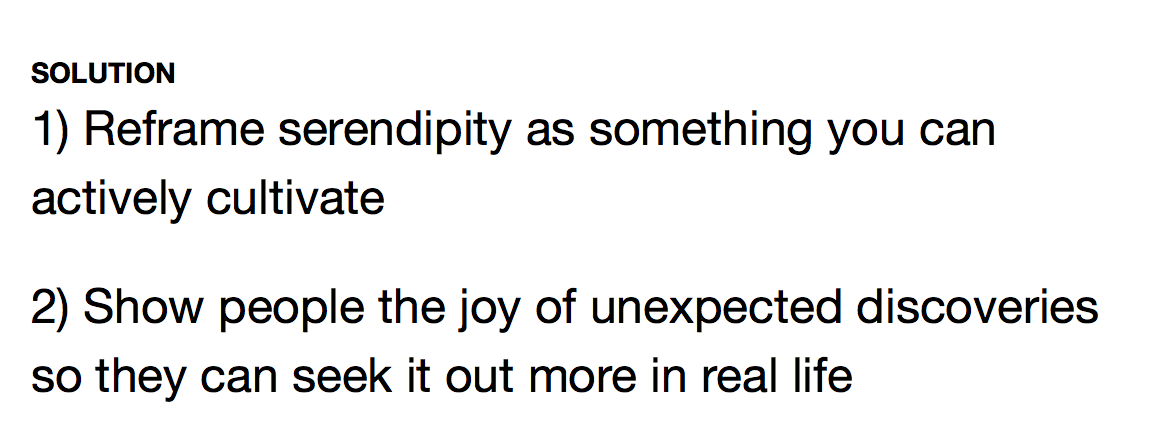 SOLUTION
1) Reframe serendipity as something you can
actively cultivate
2) Show people the joy of unexpected discoveries
so they can seek it out more in real life